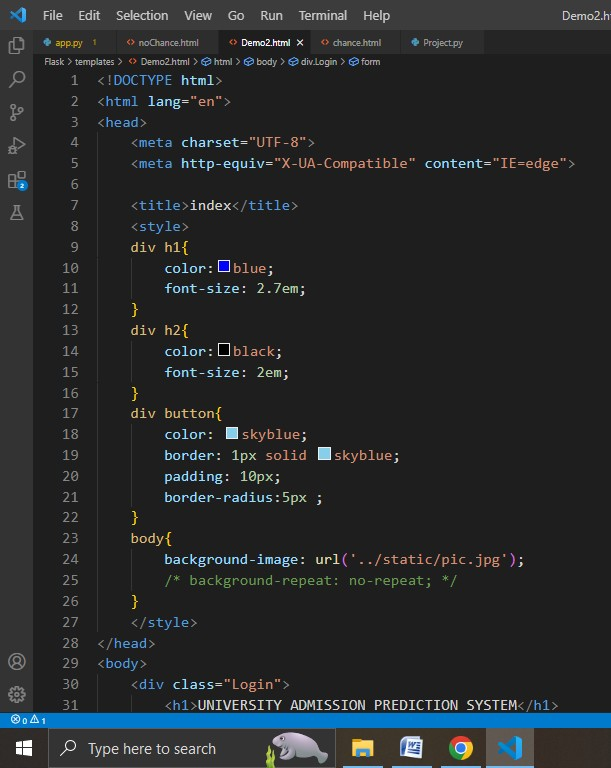 File Edit Selection View Go Run Terminal Help Demo2.h
app.py 1 noChance.html Demo2.html chance.html Project.py
Flask > templates > Demo2.html > html > body > div.Login > form
1 <!DOCTYPE html>
2 <html lang="en">
3 <head>
4 <meta charset="UTF-8">
5 <meta http-equiv="X-UA-Compatible" content="IE=edge">
6
7 <title>index</title>
8 <style>
9 div h1{
10 color: blue;
11 font-size: 2.7em;
12 }
13 div h2{
14 color: black;
15 font-size: 2em;
16 }
17 div button{
18 color: skyblue;
19 border: 1px solid skyblue;
20 padding: 10px;
21 border-radius:5px ;
22 }
23 body{
24 background-image: url('../static/pic.jpg');
25 /* background-repeat: no-repeat; */
26 }
27 </style>
28 </head>
29 <body>
30 <div class="Login">
31 <h1>UNIVERSITY ADMISSION PREDICTION SYSTEM</h1>
2
0 1
Type here to search